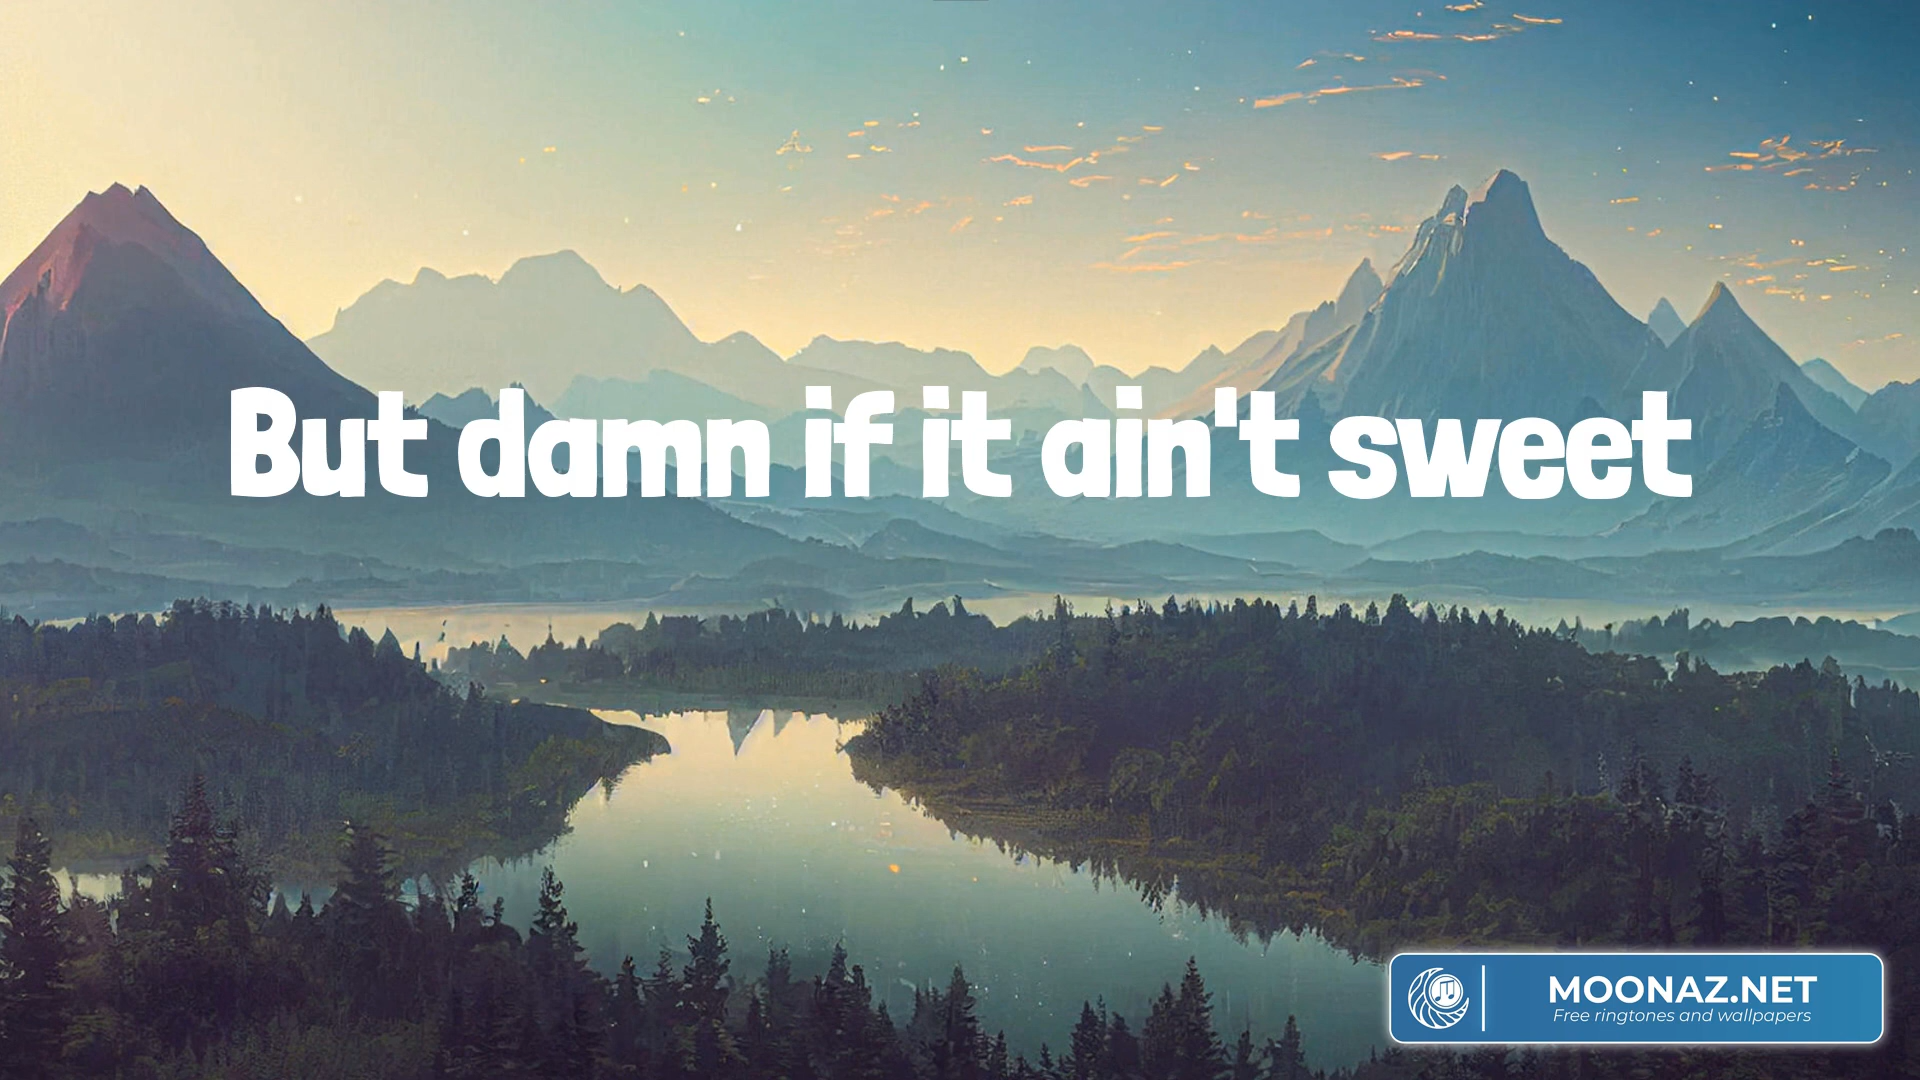 But damn if it ain't sweet
MOONAZ.NET
Free ringtones and wallpapers